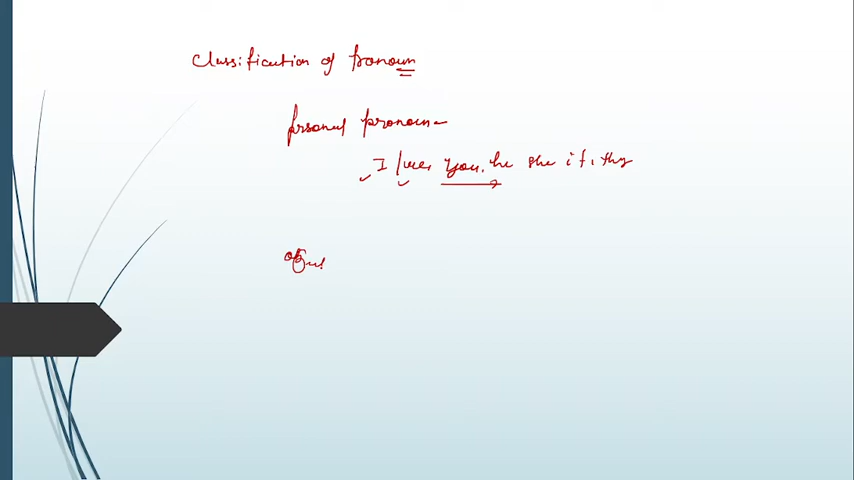 Classification of pronoun
Personal pronoun -
I / we, you, he she it, they